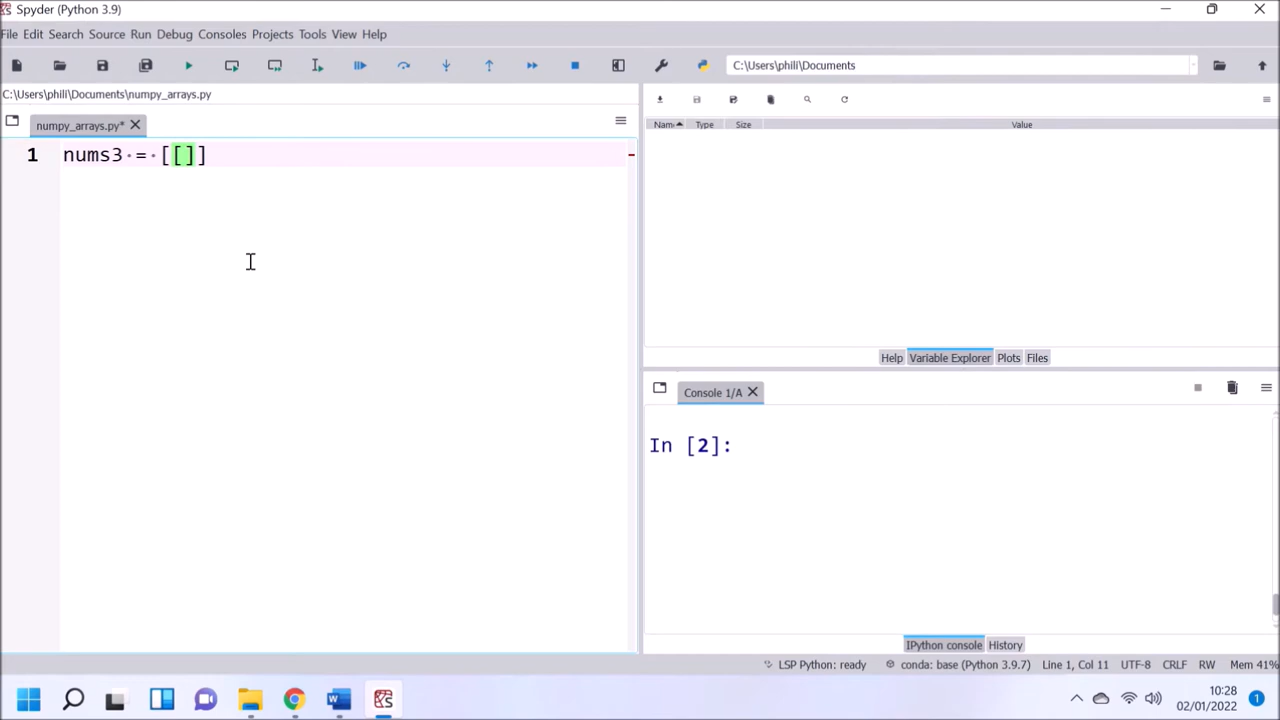 Spyder (Python 3.9)
File Edit Search Source Run Debug Consoles Projects Tools View Help
C:\Users\phili\Documents
C:\Users\phili\Documents\numpy_arrays.py
numpy_arrays.py*
1 nums3 = [[]]
Name Type Size Value
Help Variable Explorer Plots Files
Console 1/A
In [2]:
IPython console History
LSP Python: ready conda: base (Python 3.9.7) Line 1, Col 11 UTF-8 CRLF RW Mem 41%
10:28
02/01/2022
1